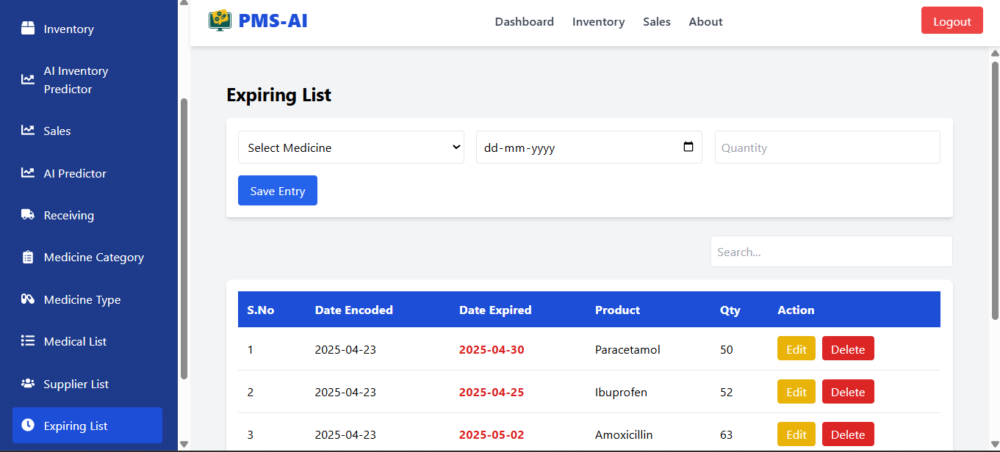 Inventory
AI Inventory
Predictor
Sales
AI Predictor
Receiving
Medicine Category
Medicine Type
Medical List
Supplier List
Expiring List
PMS-AI
Dashboard Inventory Sales About
Logout
Expiring List
Select Medicine dd-mm-yyyy Quantity
Save Entry
Search...
S.No Date Encoded Date Expired Product Qty Action
1 2025-04-23 2025-04-30 Paracetamol 50 Edit Delete
2 2025-04-23 2025-04-25 Ibuprofen 52 Edit Delete
3 2025-04-23 2025-05-02 Amoxicillin 63 Edit Delete